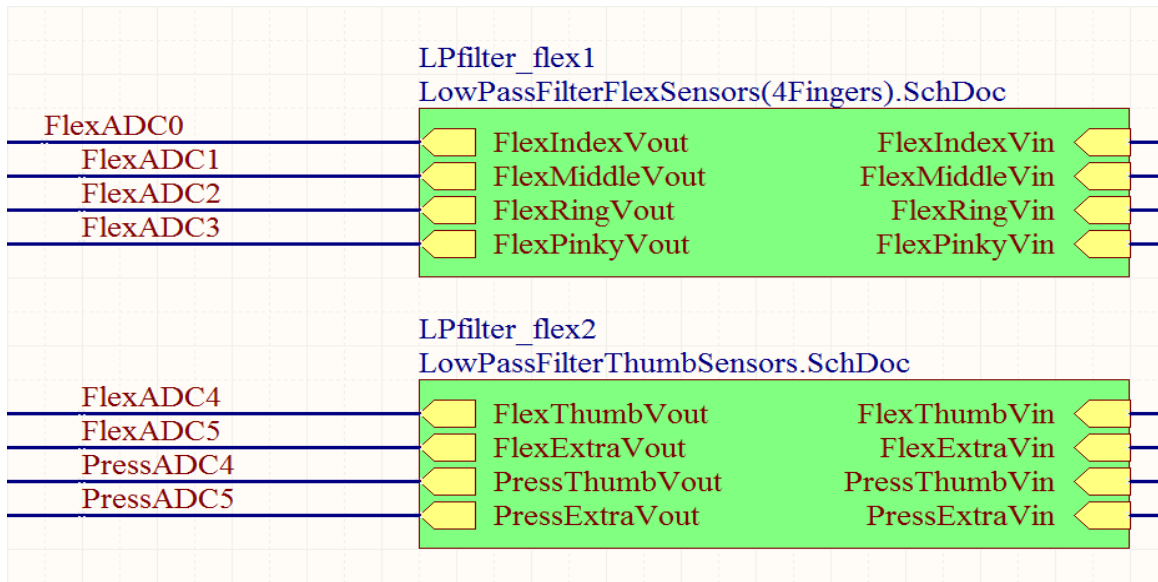 LPfilter_flex1
LowPassFilterFlexSensors(4Fingers).SchDoc
FlexADC0
FlexIndexVout FlexIndexVin
FlexADC1
FlexMiddleVout FlexMiddleVin
FlexADC2
FlexRingVout FlexRingVin
FlexADC3
FlexPinkyVout FlexPinkyVin
LPfilter_flex2
LowPassFilterThumbSensors.SchDoc
FlexADC4
FlexThumbVout FlexThumbVin
FlexADC5
FlexExtraVout FlexExtraVin
PressADC4
PressThumbVout PressThumbVin
PressADC5
PressExtraVout PressExtraVin